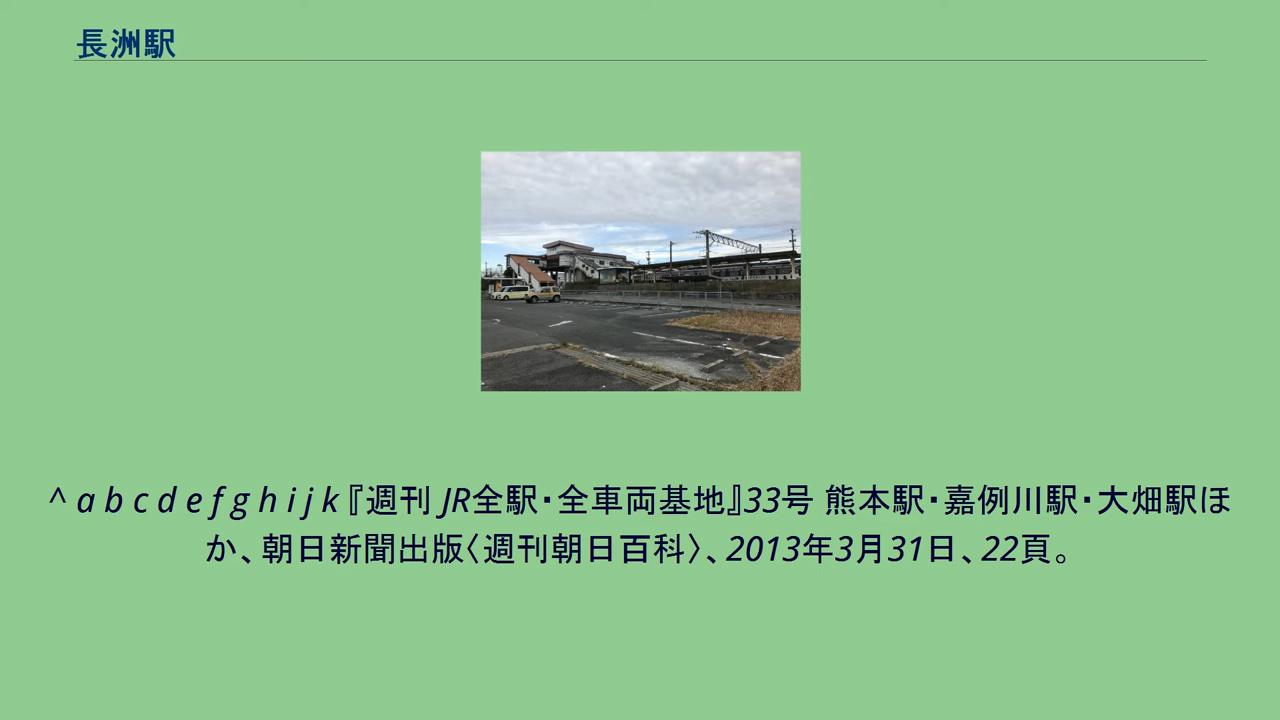 長洲駅
^ a b c d e f g h i j k 『週刊 JR全駅・全車両基地』33号 熊本駅・嘉例川駅・大畑駅ほ
か、朝日新聞出版〈週刊朝日百科〉、2013年3月31日、22頁。